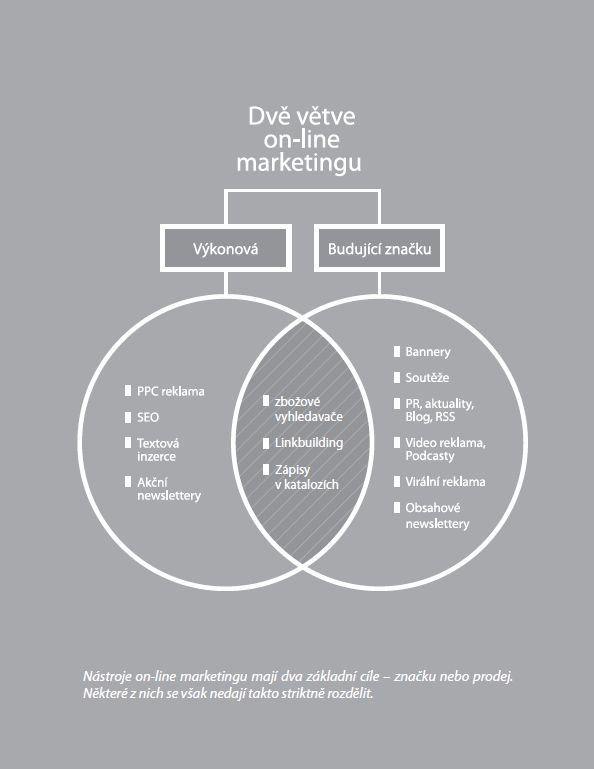 Dvě větve
on-line
marketingu
Výkonová
Budující značku
PPC reklama
SEO
Textová
inzerce
Akční
newslettery
zbožové
vyhledavače
Linkbuilding
Zápisy
v katalozích
Bannery
Soutěže
PR, aktuality,
Blog, RSS
Video reklama,
Podcasty
Virální reklama
Obsahové
newslettery
Nástroje on-line marketingu mají dva základní cíle – značku nebo prodej.
Některé z nich se však nedají takto striktně rozdělit.